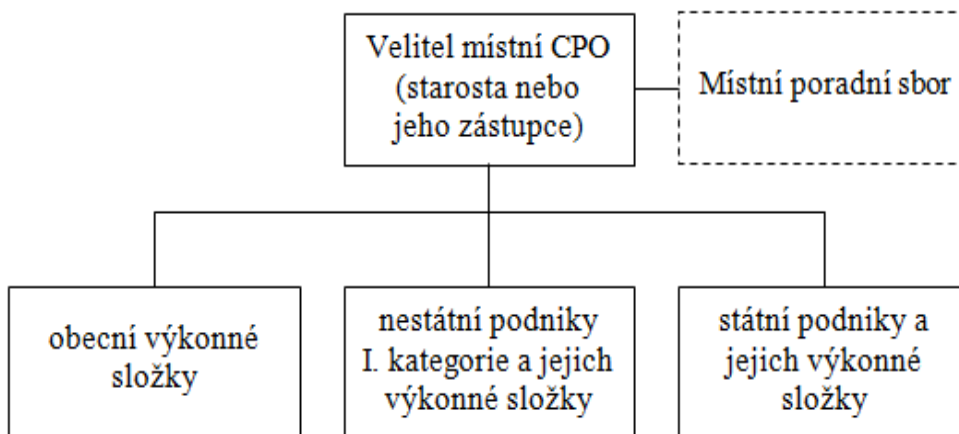 Velitel místní CPO
(starosta nebo
jeho zástupce)
Místní poradní sbor
obecní výkonné
složky
nestátní podniky
I. kategorie a jejich
výkonné složky
státní podniky a
jejich výkonné
složky